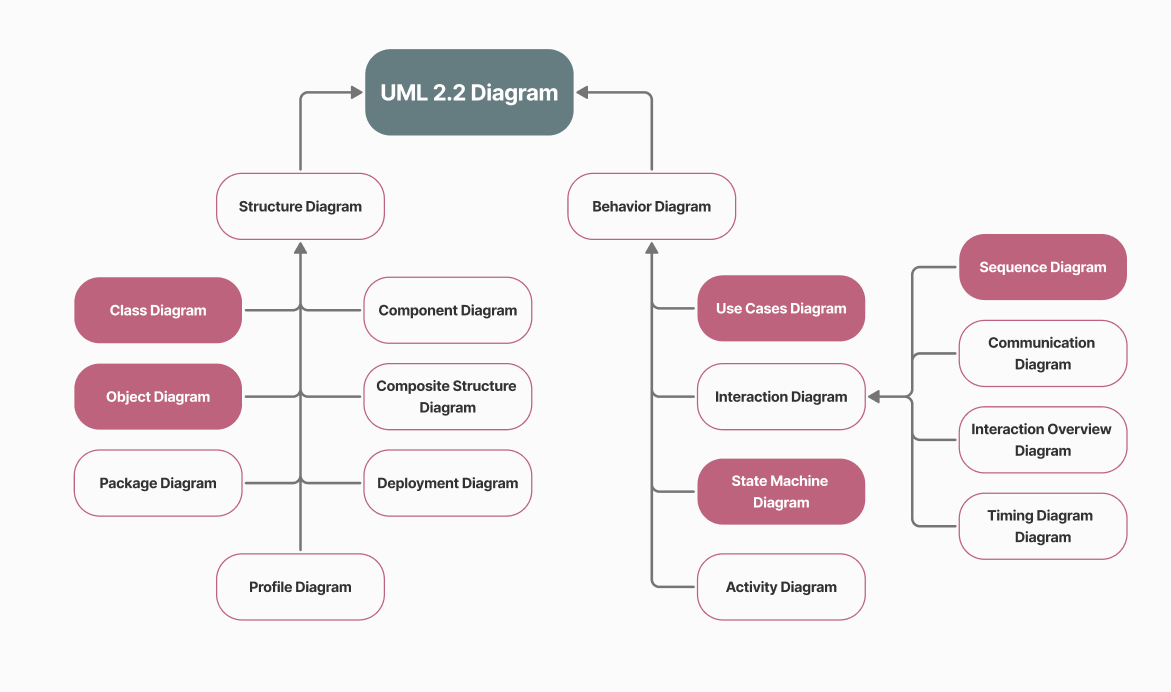 UML 2.2 Diagram
Structure Diagram
Behavior Diagram
Class Diagram
Component Diagram
Object Diagram
Composite Structure
Diagram
Package Diagram
Deployment Diagram
Profile Diagram
Use Cases Diagram
Interaction Diagram
State Machine
Diagram
Activity Diagram
Sequence Diagram
Communication
Diagram
Interaction Overview
Diagram
Timing Diagram
Diagram